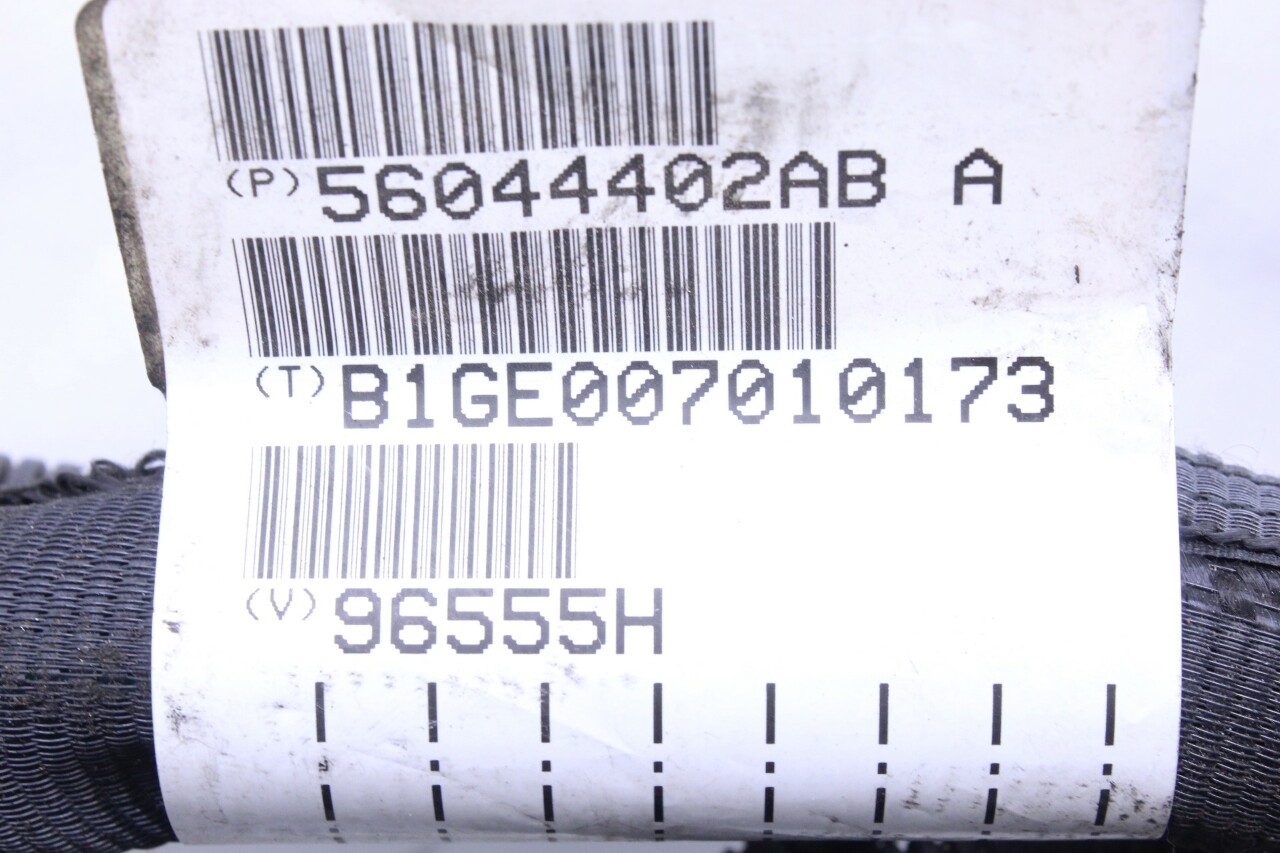 (P) 56044402AB A
(T) B1GE007010173
(V) 96555H